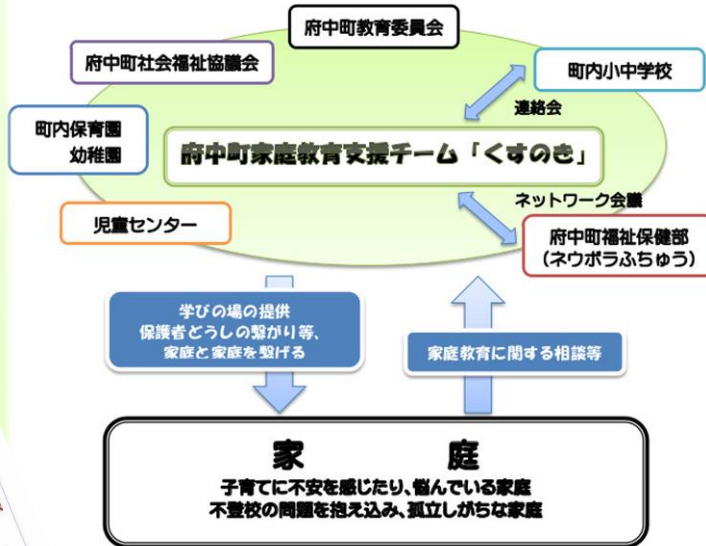 府中町教育委員会
府中町社会福祉協議会
町内小中学校
連絡会
町内保育園
幼稚園
府中町家庭教育支援チーム「くすのき」
ネットワーク会議
児童センター
府中町福祉保健部
(ネウボラふちゅう)
学びの場の提供
保護者どうしの繋がり等、
家庭と家庭を繋げる
家庭教育に関する相談等
家 庭
子育てに不安を感じたり、悩んでいる家庭
不登校の問題を抱え込み、孤立しがちな家庭